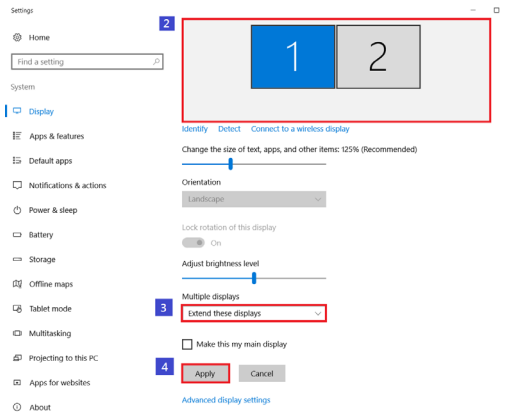 Settings
Home
Find a setting
System
Display
Apps & features
Default apps
Notifications & actions
Power & sleep
Battery
Storage
Offline maps
Tablet mode
Multitasking
Projecting to this PC
Apps for websites
About
2
1 2
Identify Detect Connect to a wireless display
Change the size of text, apps, and other items: 125% (Recommended)
Orientation
Landscape
Lock rotation of this display
On
Adjust brightness level
Multiple displays
3
Extend these displays
Make this my main display
4
Apply Cancel
Advanced display settings